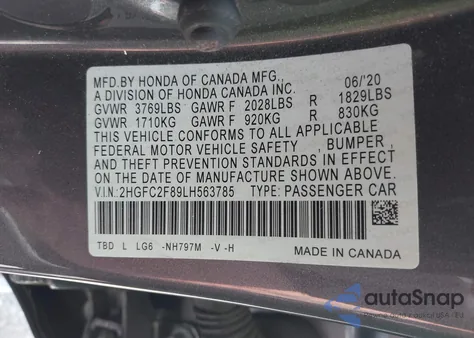 MFD.BY HONDA OF CANADA MFG., 06/'20
A DIVISION OF HONDA CANADA INC.
GVWR 3769LBS GAWR F 2028LBS R 1829LBS
GVWR 1710KG GAWR F 920KG R 830KG
THIS VEHICLE CONFORMS TO ALL APPLICABLE
FEDERAL MOTOR VEHICLE SAFETY , BUMPER ,
AND THEFT PREVENTION STANDARDS IN EFFECT
ON THE DATE OF MANUFACTURE SHOWN ABOVE.
V.I.N: 2HGFC2F89LH563785 TYPE: PASSENGER CAR
TBD L LG6 -NH797M -V -H
MADE IN CANADA
autoSnap